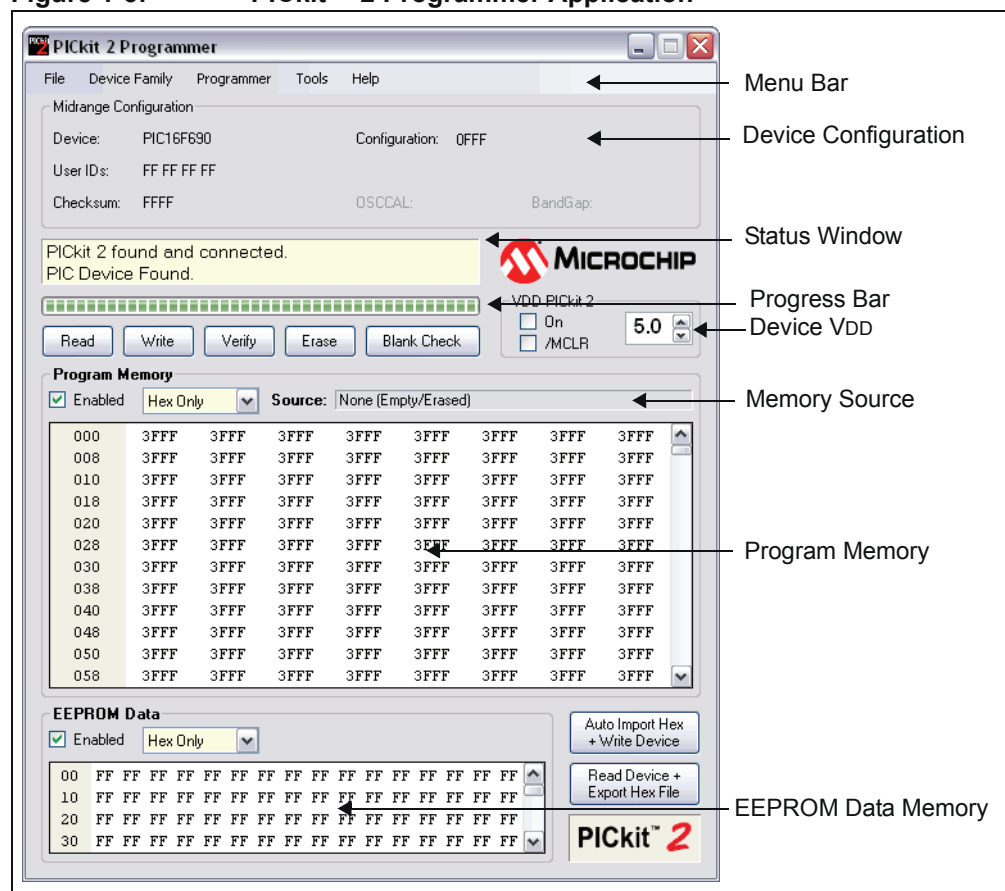 PICkit 2 Programmer
File Device Family Programmer Tools Help
Menu Bar
Midrange Configuration
Device: PIC16F690 Configuration: 0FFF
Device Configuration
User IDs: FF FF FF FF
Checksum: FFFF OSCCAL: BandGap:
PICkit 2 found and connected.
PIC Device Found.
Status Window
MICROCHIP
Progress Bar
VDD PICkit 2
On
/MCLR
5.0
Device VDD
Read Write Verify Erase Blank Check
Program Memory
Enabled Hex Only Source: None (Empty/Erased)
Memory Source
000 3FFF 3FFF 3FFF 3FFF 3FFF 3FFF 3FFF 3FFF
008 3FFF 3FFF 3FFF 3FFF 3FFF 3FFF 3FFF 3FFF
010 3FFF 3FFF 3FFF 3FFF 3FFF 3FFF 3FFF 3FFF
018 3FFF 3FFF 3FFF 3FFF 3FFF 3FFF 3FFF 3FFF
020 3FFF 3FFF 3FFF 3FFF 3FFF 3FFF 3FFF 3FFF
028 3FFF 3FFF 3FFF 3FFF 3FFF 3FFF 3FFF 3FFF
Program Memory
030 3FFF 3FFF 3FFF 3FFF 3FFF 3FFF 3FFF 3FFF
038 3FFF 3FFF 3FFF 3FFF 3FFF 3FFF 3FFF 3FFF
040 3FFF 3FFF 3FFF 3FFF 3FFF 3FFF 3FFF 3FFF
048 3FFF 3FFF 3FFF 3FFF 3FFF 3FFF 3FFF 3FFF
050 3FFF 3FFF 3FFF 3FFF 3FFF 3FFF 3FFF 3FFF
058 3FFF 3FFF 3FFF 3FFF 3FFF 3FFF 3FFF 3FFF
EEPROM Data
Enabled Hex Only
Auto Import Hex
+ Write Device
00 FF FF FF FF FF FF FF FF FF FF FF FF FF FF FF FF
10 FF FF FF FF FF FF FF FF FF FF FF FF FF FF FF FF
20 FF FF FF FF FF FF FF FF FF FF FF FF FF FF FF FF
30 FF FF FF FF FF FF FF FF FF FF FF FF FF FF FF FF
Read Device +
Export Hex File
EEPROM Data Memory
PICkit™ 2